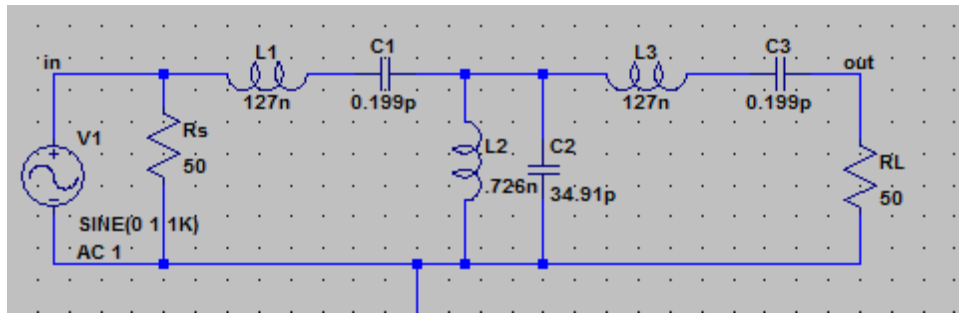 in
L1
C1
L3
C3
out
127n
0.199p
127n
0.199p
V1
Rs
50
L2
C2
.726n
34.91p
RL
50
SINE(0 1 1K)
AC 1